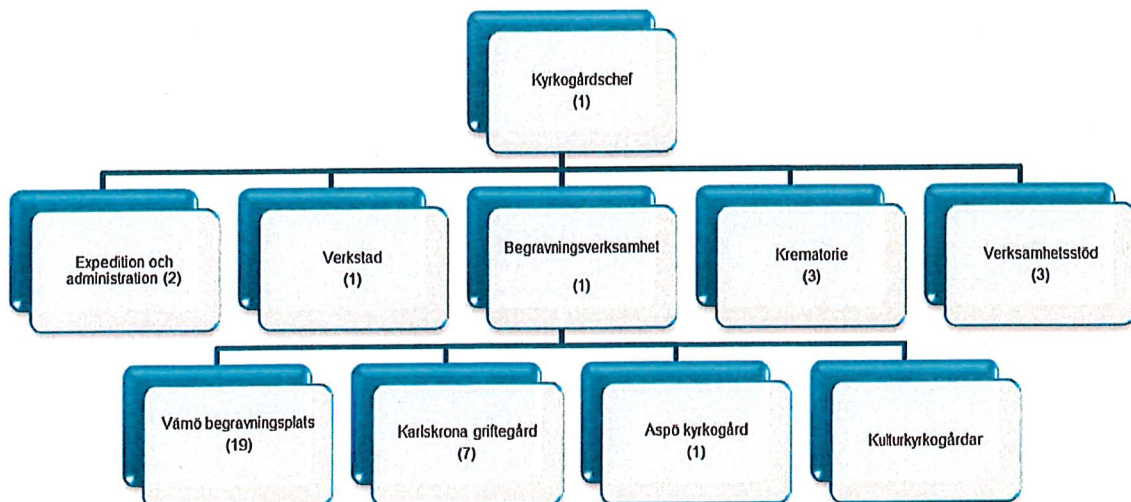 Kyrkogårdschef
(1)
Expedition och
administration (2)
Verkstad
(1)
Begravningsverksamhet
(1)
Krematorie
(3)
Verksamhetsstöd
(3)
Vämö begravningsplats
(19)
Karlskrona griftegård
(7)
Aspö kyrkogård
(1)
Kulturkyrkogårdar